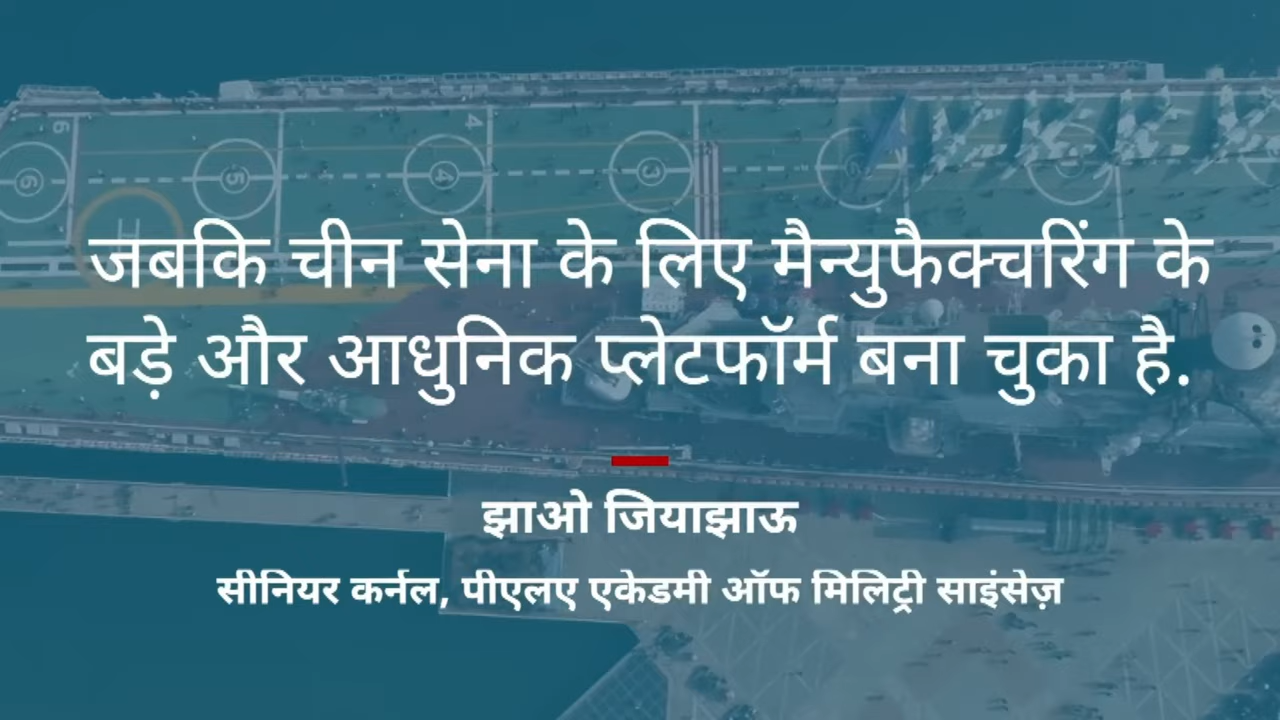 जबकि चीन सेना के लिए मैन्युफैक्चरिंग के
बड़े और आधुनिक प्लेटफॉर्म बना चुका है.
झाओ जियाझाऊ
सीनियर कर्नल, पीएलए एकेडमी ऑफ मिलिट्री साइंसेज़